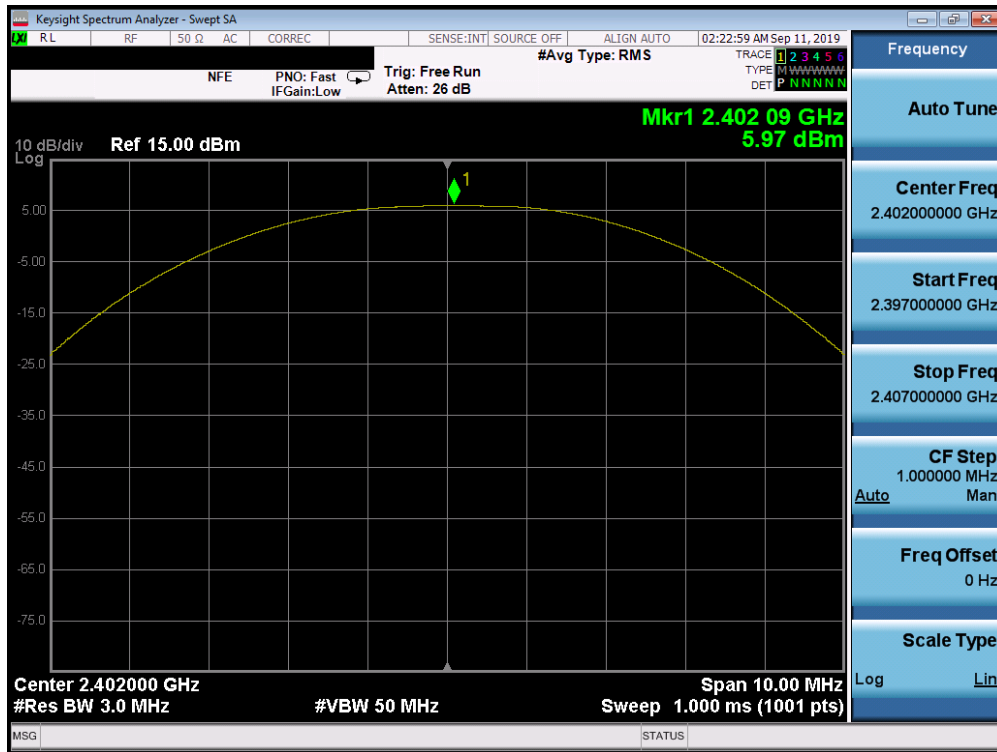 Keysight Spectrum Analyzer - Swept SA
LXI RL RF 50 Ω AC CORREC SENSE:INT SOURCE OFF ALIGN AUTO 02:22:59 AM Sep 11, 2019
#Avg Type: RMS
TRACE 1 2 3 4 5 6
TYPE M WWWWW
DET P N N N N N
NFE
PNO: Fast
IFGain:Low
Trig: Free Run
Atten: 26 dB
Mkr1 2.402 09 GHz
5.97 dBm
10 dB/div
Log
Ref 15.00 dBm
1
5.00
-5.00
-15.0
-25.0
-35.0
-45.0
-55.0
-65.0
-75.0
Center 2.402000 GHz
Span 10.00 MHz
#Res BW 3.0 MHz
#VBW 50 MHz
Sweep 1.000 ms (1001 pts)
MSG
STATUS
Frequency
Auto Tune
Center Freq
2.402000000 GHz
Start Freq
2.397000000 GHz
Stop Freq
2.407000000 GHz
CF Step
1.000000 MHz
Auto Man
Freq Offset
0 Hz
Scale Type
Log Lin